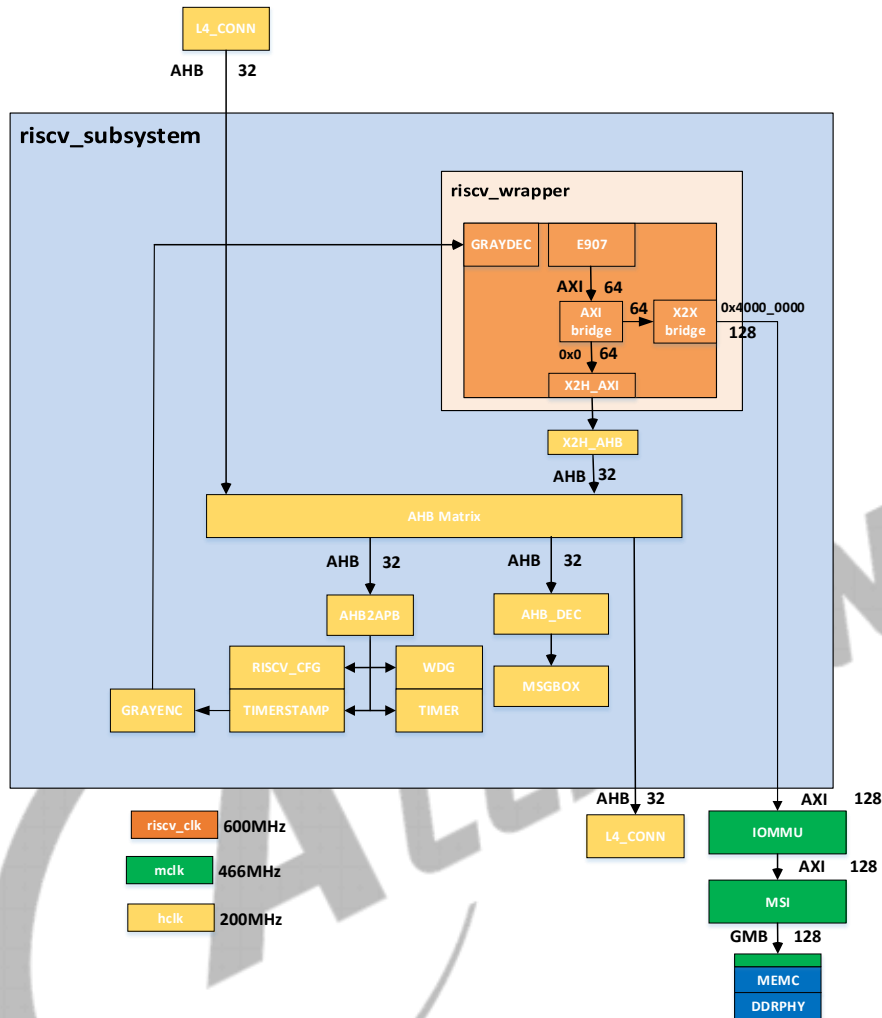 L4_CONN
AHB 32
riscv_subsystem
riscv_wrapper
GRAYDEC
E907
AXI 64
AXI bridge
64
X2X bridge
0x4000_0000
128
0x0 64
X2H_AXI
X2H_AHB
AHB 32
AHB Matrix
AHB 32
AHB 32
AHB2APB
AHB_DEC
RISCV_CFG
WDG
MSGBOX
GRAYENC
TIMERSTAMP
TIMER
AHB 32
L4_CONN
AXI 128
IOMMU
AXI 128
MSI
GMB 128
MEMC
DDRPHY
riscv_clk 600MHz
mclk 466MHz
hclk 200MHz